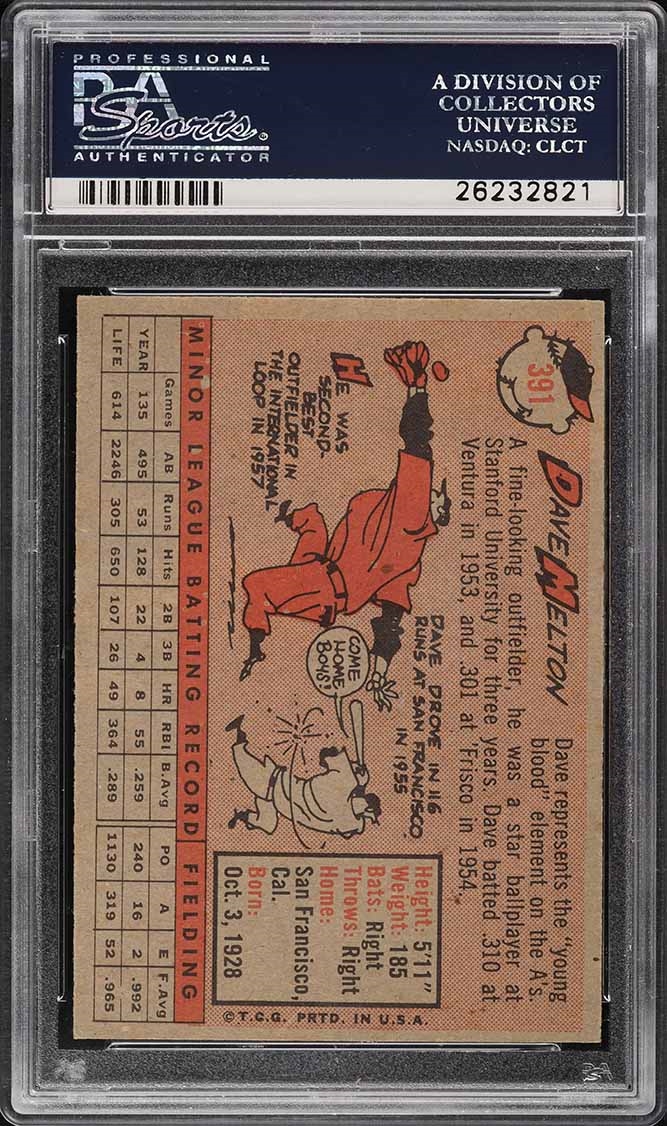 PROFESSIONAL
PSA
Sports
AUTHENTICATOR
A DIVISION OF
COLLECTORS
UNIVERSE
NASDAQ: CLCT
26232821
391
DAVE MELTON
Dave represents the "young
blood" element on the A's.
A fine-looking outfielder, he was a star ballplayer at
Stanford University for three years. Dave batted .310 at
Ventura in 1953, and .301 at 'Frisco in 1954.
HE WAS
SECOND-
BEST
OUTFIELDER IN
THE INTERNATIONAL
LOOP IN 1957
DAVE DROVE IN 116
RUNS AT SAN FRANCISCO
IN 1955
COME
HOME
BOYS!
Height: 5'11"
Weight: 185
Bats: Right
Throws: Right
Home:
San Francisco,
Cal.
Born:
Oct. 3, 1928
© T.C.G. PRTD. IN U.S.A.
MINOR LEAGUE BATTING RECORD FIELDING
Games AB Runs Hits 2B 3B HR RBI B.Avg PO A E F.Avg
YEAR 135 495 53 128 22 4 8 55 .259 240 16 2 .992
LIFE 614 2246 305 650 107 26 49 364 .289 1130 319 52 .965